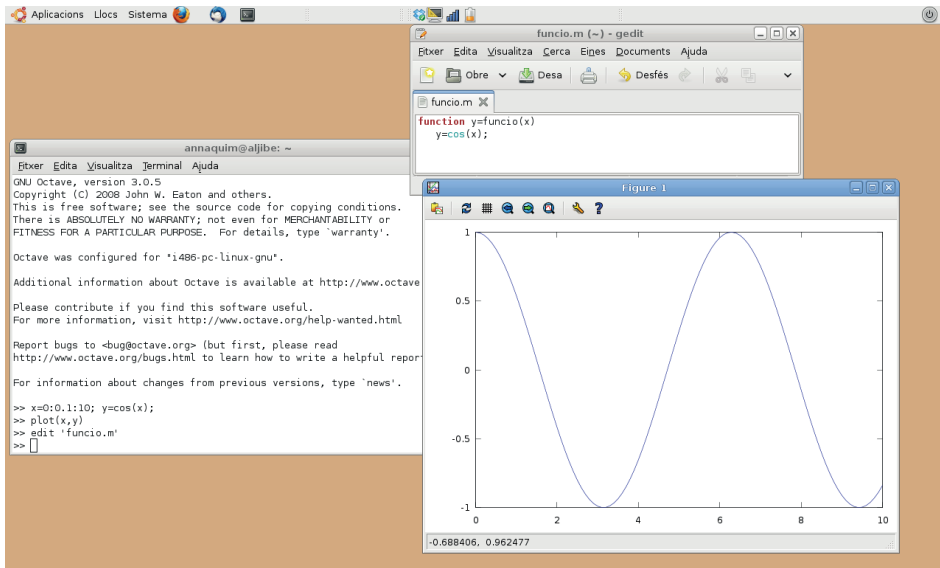 Aplicacions Llocs Sistema
funcio.m (~) - gedit
Fitxer Edita Visualitza Cerca Eines Documents Ajuda
Obre Desa Desfés
funcio.m
function y=funcio(x)
y=cos(x);
annaquim@aljibe: ~
Fitxer Edita Visualitza Terminal Ajuda
GNU Octave, version 3.0.5
Copyright (C) 2008 John W. Eaton and others.
This is free software; see the source code for copying conditions.
There is ABSOLUTELY NO WARRANTY; not even for MERCHANTABILITY or
FITNESS FOR A PARTICULAR PURPOSE.  For details, type `warranty'.
Octave was configured for "i486-pc-linux-gnu".
Additional information about Octave is available at http://www.octave
Please contribute if you find this software useful.
For more information, visit http://www.octave.org/help-wanted.html
Report bugs to <bug@octave.org> (but first, please read
http://www.octave.org/bugs.html to learn how to write a helpful repor
For information about changes from previous versions, type `news'.
>> x=0:0.1:10; y=cos(x);
>> plot(x,y)
>> edit 'funcio.m'
>>
Figure 1
1
0.5
0
-0.5
-1
0 2 4 6 8 10
-0.688406, 0.962477